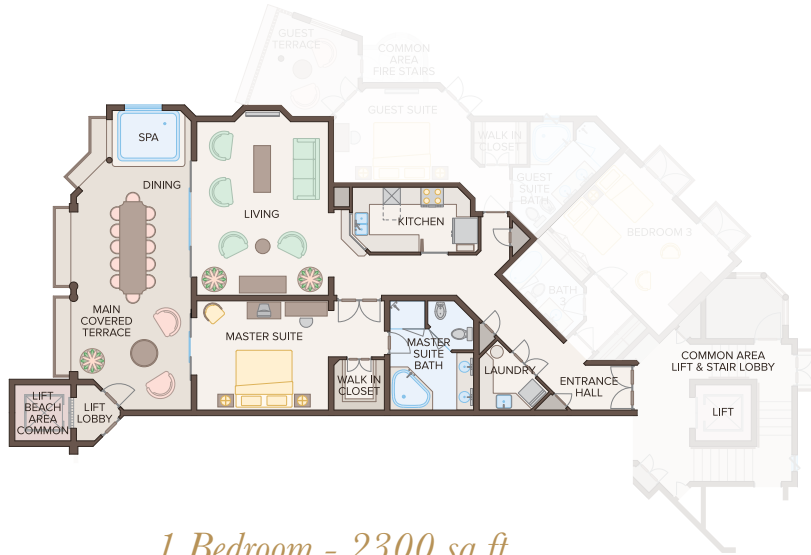 GUEST
TERRACE
COMMON
AREA
FIRE STAIRS
GUEST SUITE
WALK IN
CLOSET
SPA
DINING
GUEST
SUITE
BATH
LIVING
KITCHEN
BEDROOM 3
BATH
3
MAIN
COVERED
TERRACE
MASTER SUITE
MASTER
SUITE
BATH
WALK IN
CLOSET
LAUNDRY
ENTRANCE
HALL
COMMON AREA
LIFT & STAIR LOBBY
LIFT
LIFT
BEACH
AREA
COMMON
LIFT
LOBBY
1 Bedroom - 2300 sq ft